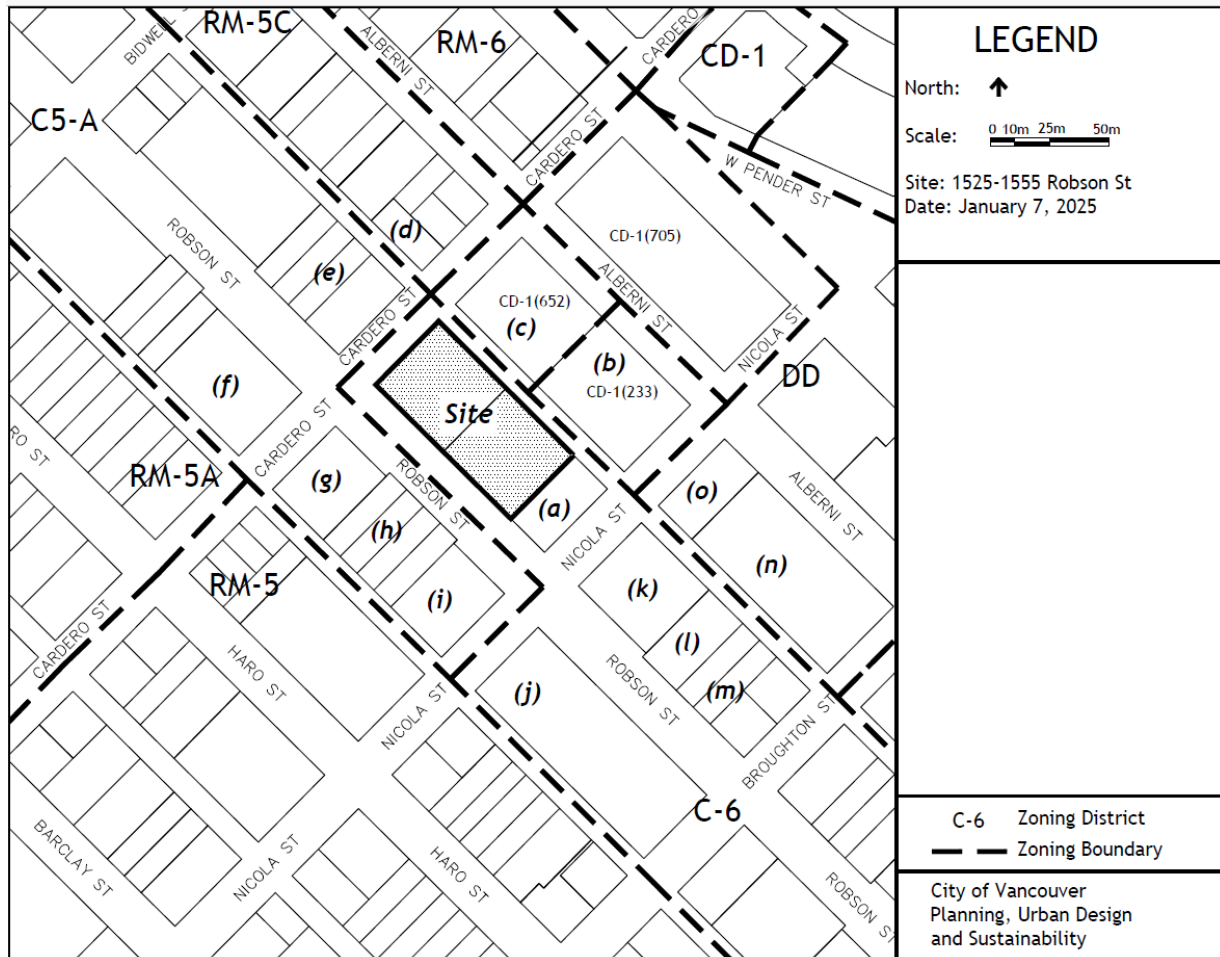 RM-5C
BIDWEL
ALBERNI ST
RM-6
CARDERO
CD-1
C5-A
CARDERO ST
W PENDER ST
ROBSON ST
(d)
(e)
CD-1(705)
ALBERNI ST
CD-1(652)
(c)
NICOLA ST
CARDERO ST
(b)
CD-1(233)
DD
(f)
Site
RO ST
CARDERO ST
RM-5A
(g)
ROBSON ST
(h)
(a)
(o)
ALBERNI ST
NICOLA ST
(n)
RM-5
(i)
(k)
CARDERO ST
HARO ST
(l)
(m)
ROBSON ST
NICOLA ST
(j)
BROUGHTON ST
C-6
BARCLAY ST
NICOLA ST
HARO ST
ROBSON ST
LEGEND
North:
Scale: 0 10m 25m 50m
Site: 1525-1555 Robson St
Date: January 7, 2025
C-6 Zoning District
Zoning Boundary
City of Vancouver
Planning, Urban Design
and Sustainability